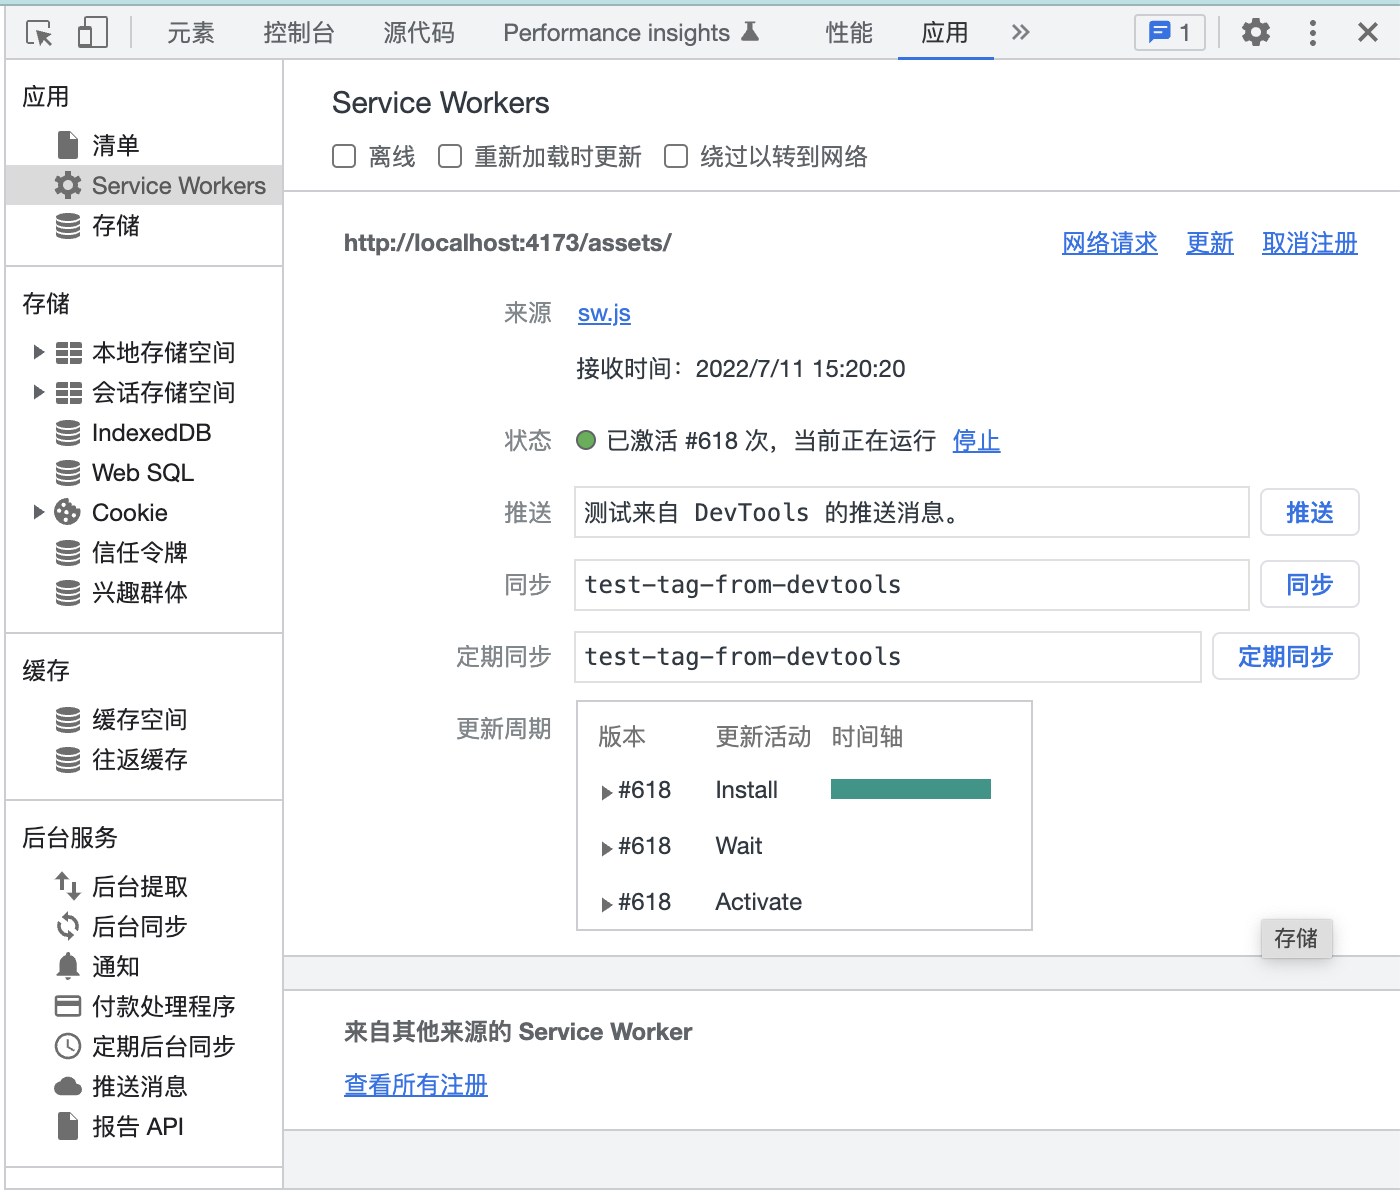 元素 控制台 源代码 Performance insights 性能 应用 1
应用
清单
Service Workers
存储
存储
本地存储空间
会话存储空间
IndexedDB
Web SQL
Cookie
信任令牌
兴趣群体
缓存
缓存空间
往返缓存
后台服务
后台提取
后台同步
通知
付款处理程序
定期后台同步
推送消息
报告 API
Service Workers
离线 重新加载时更新 绕过以转到网络
http://localhost:4173/assets/ 网络请求 更新 取消注册
来源 sw.js
接收时间：2022/7/11 15:20:20
状态 已激活 #618 次，当前正在运行 停止
推送 测试来自 DevTools 的推送消息。 推送
同步 test-tag-from-devtools 同步
定期同步 test-tag-from-devtools 定期同步
更新周期 版本 更新活动 时间轴
#618 Install
#618 Wait
#618 Activate
存储
来自其他来源的 Service Worker
查看所有注册